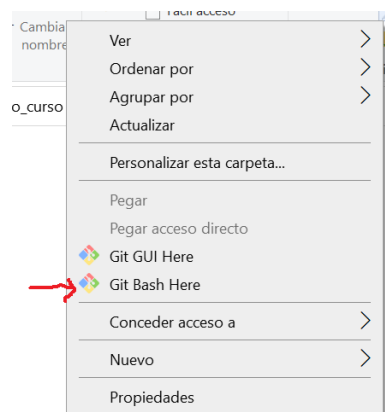 Cambia
nombre
Fácil acceso
o_curso
Ver
Ordenar por
Agrupar por
Actualizar
Personalizar esta carpeta...
Pegar
Pegar acceso directo
Git GUI Here
Git Bash Here
Conceder acceso a
Nuevo
Propiedades